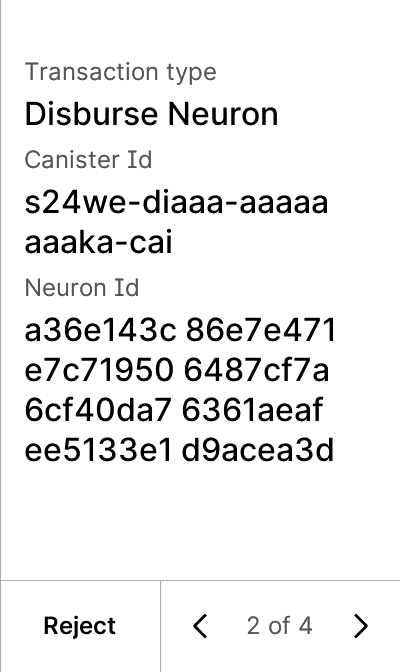 Transaction type
Disburse Neuron
Canister Id
s24we-diaaa-aaaaa
aaaka-cai
Neuron Id
a36e143c 86e7e471
e7c71950 6487cf7a
6cf40da7 6361aeaf
ee5133e1 d9acea3d
Reject
2 of 4